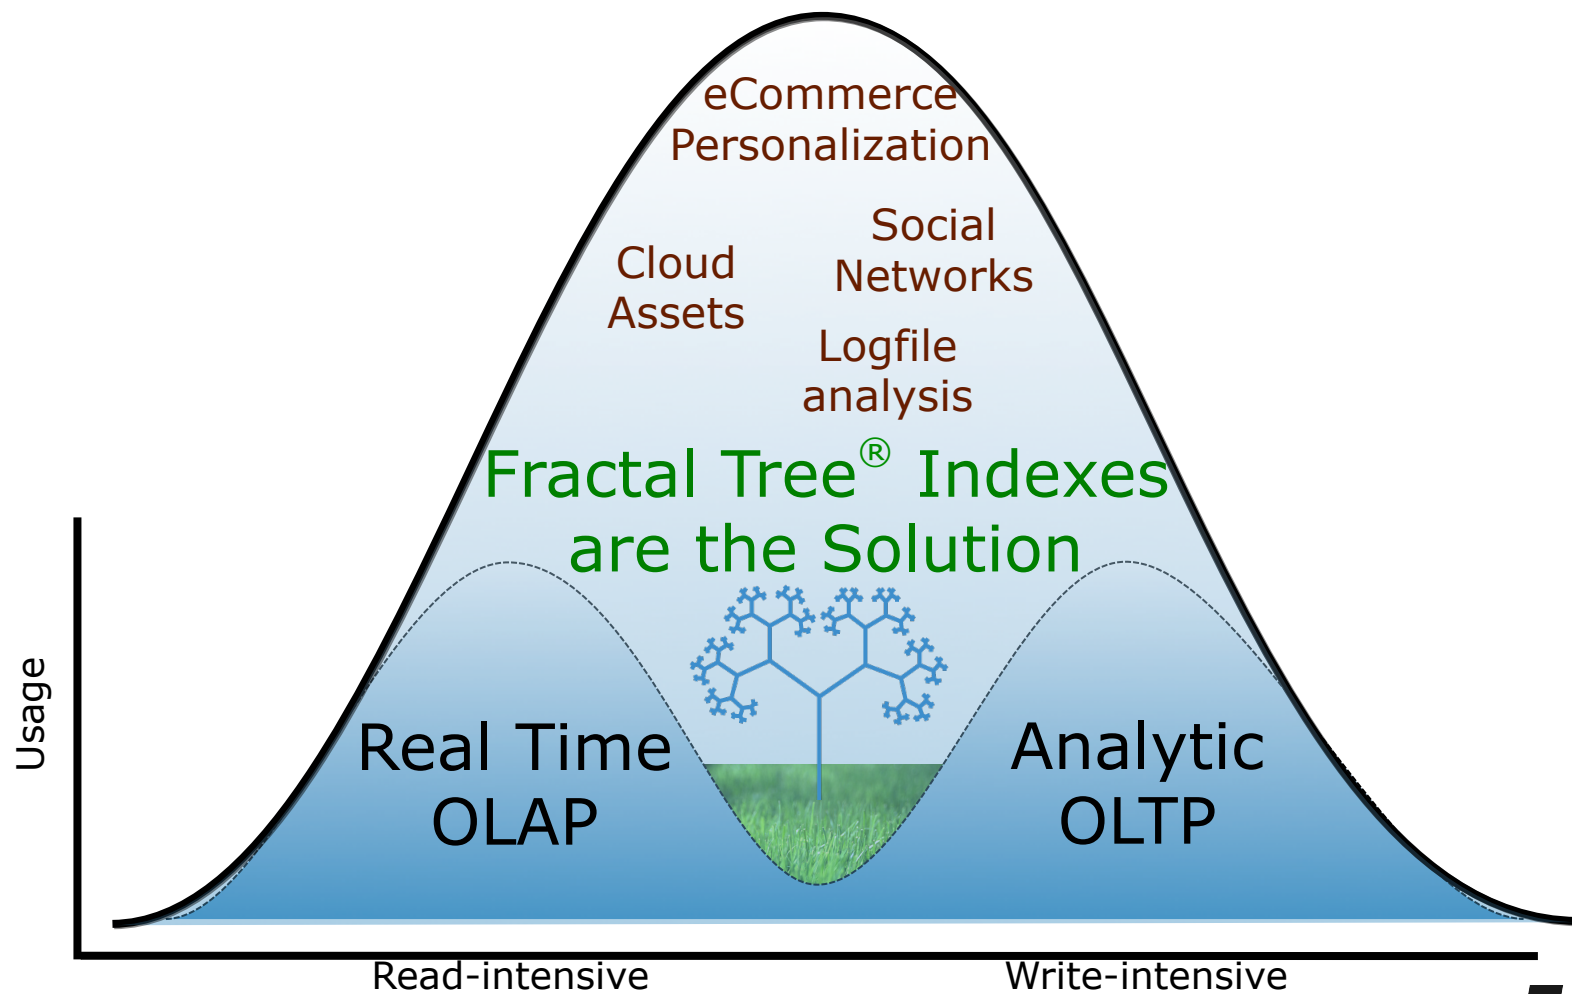 eCommerce
Personalization
Social
Networks
Cloud
Assets
Logfile
analysis
Fractal Tree® Indexes
are the Solution
Real Time
OLAP
Analytic
OLTP
Usage
Read-intensive
Write-intensive